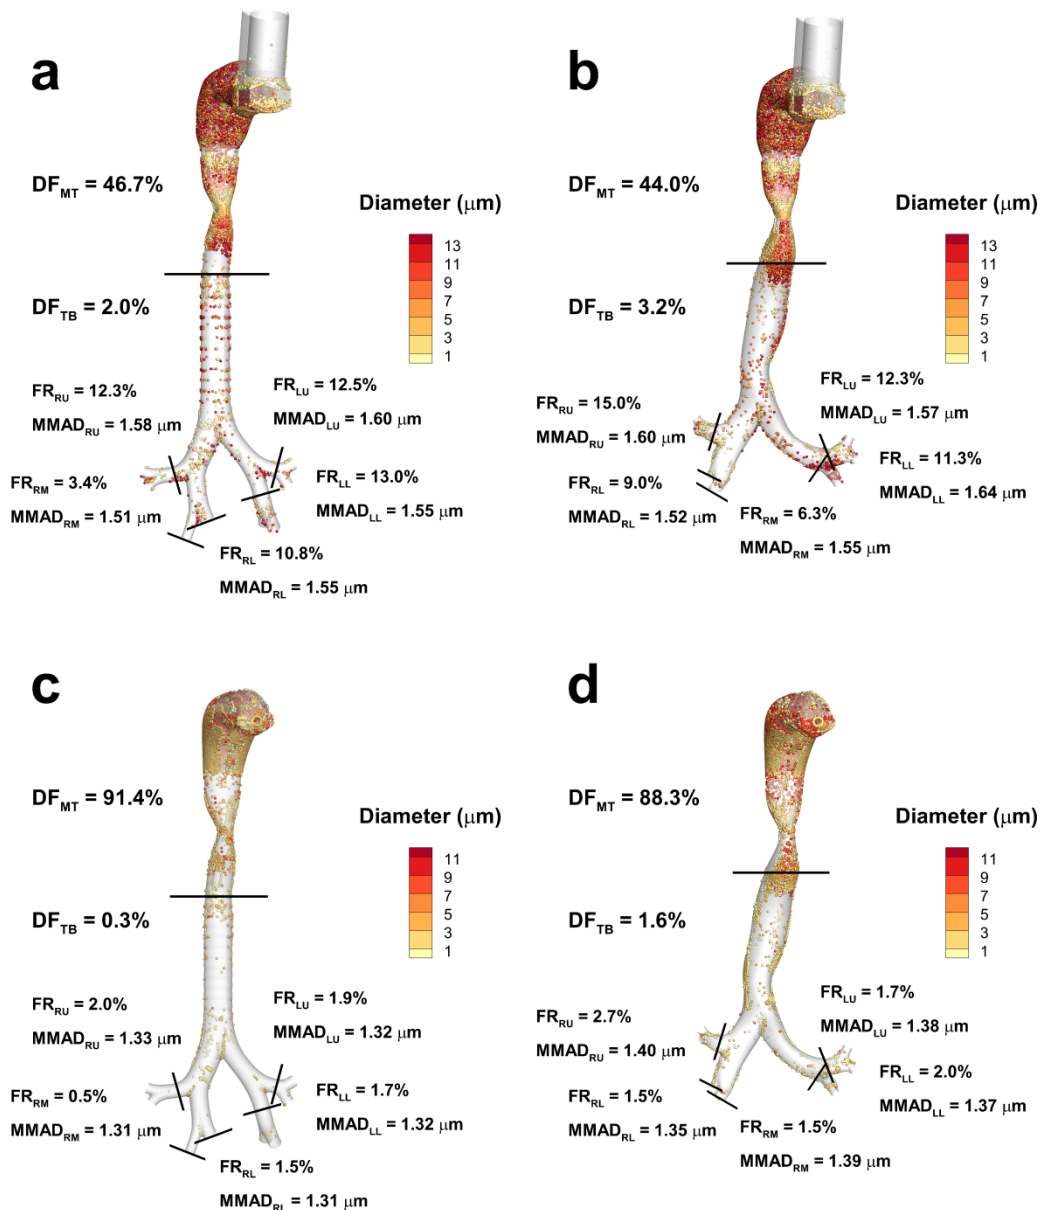 a
DF_MT = 46.7%
Diameter (μm)
13
11
9
7
5
3
1
DF_TB = 2.0%
FR_RU = 12.3%
MMAD_RU = 1.58 μm
FR_LU = 12.5%
MMAD_LU = 1.60 μm
FR_RM = 3.4%
MMAD_RM = 1.51 μm
FR_LL = 13.0%
MMAD_LL = 1.55 μm
FR_RL = 10.8%
MMAD_RL = 1.55 μm
b
DF_MT = 44.0%
Diameter (μm)
13
11
9
7
5
3
1
DF_TB = 3.2%
FR_RU = 15.0%
MMAD_RU = 1.60 μm
FR_LU = 12.3%
MMAD_LU = 1.57 μm
FR_RL = 9.0%
MMAD_RL = 1.52 μm
FR_LL = 11.3%
MMAD_LL = 1.64 μm
FR_RM = 6.3%
MMAD_RM = 1.55 μm
c
DF_MT = 91.4%
Diameter (μm)
11
9
7
5
3
1
DF_TB = 0.3%
FR_RU = 2.0%
MMAD_RU = 1.33 μm
FR_LU = 1.9%
MMAD_LU = 1.32 μm
FR_RM = 0.5%
MMAD_RM = 1.31 μm
FR_LL = 1.7%
MMAD_LL = 1.32 μm
FR_RL = 1.5%
MMAD_RL = 1.31 μm
d
DF_MT = 88.3%
Diameter (μm)
11
9
7
5
3
1
DF_TB = 1.6%
FR_RU = 2.7%
MMAD_RU = 1.40 μm
FR_LU = 1.7%
MMAD_LU = 1.38 μm
FR_RL = 1.5%
MMAD_RL = 1.35 μm
FR_LL = 2.0%
MMAD_LL = 1.37 μm
FR_RM = 1.5%
MMAD_RM = 1.39 μm